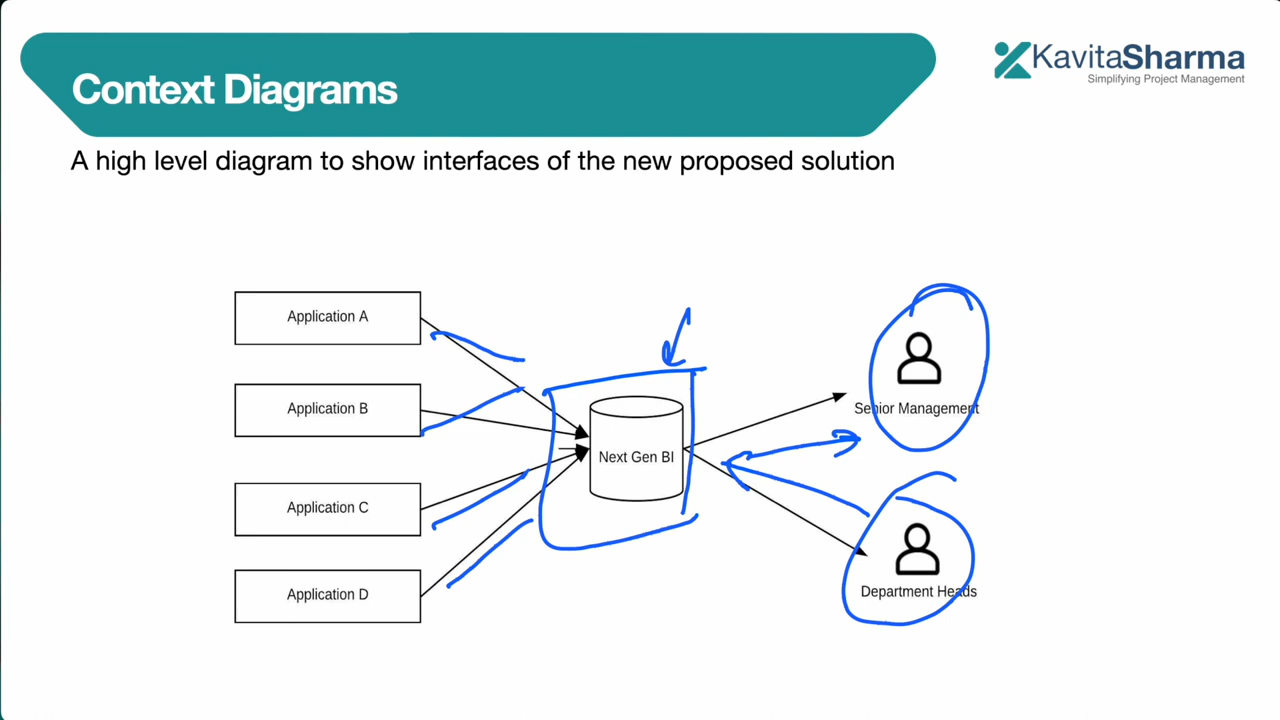 Context Diagrams
KavitaSharma
Simplifying Project Management
A high level diagram to show interfaces of the new proposed solution
Application A
Application B
Application C
Application D
Next Gen BI
Senior Management
Department Heads